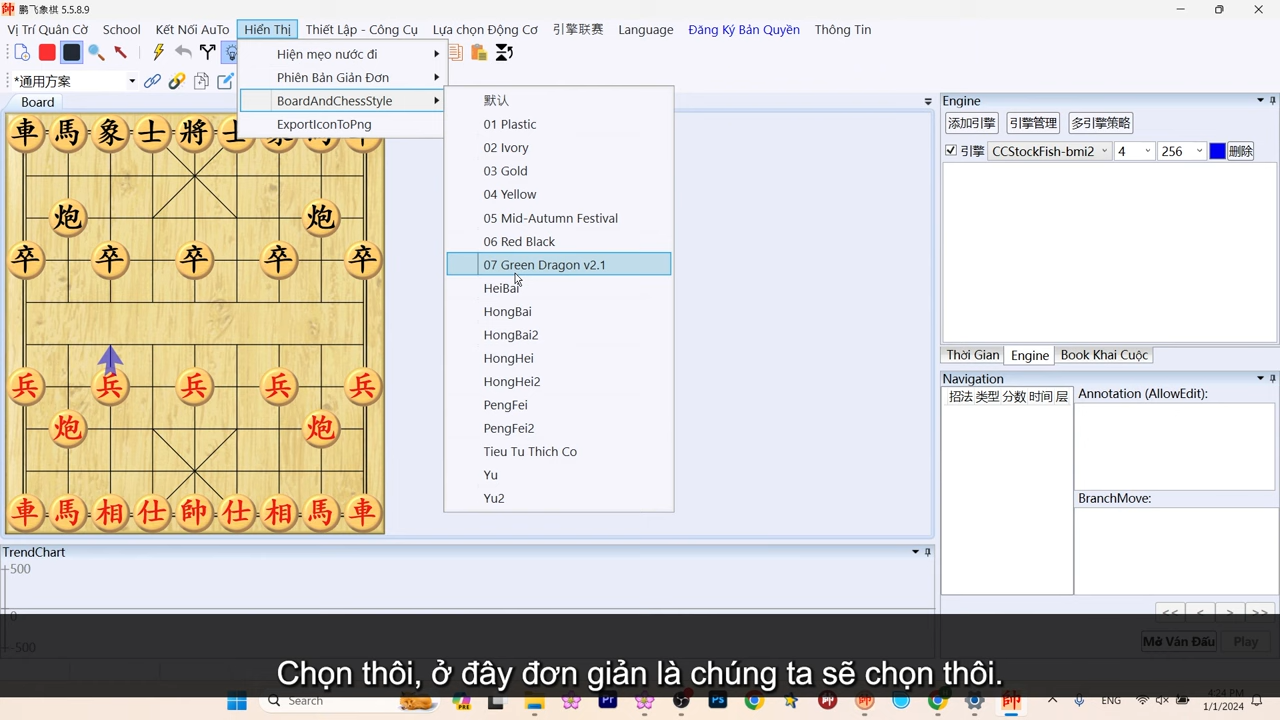 鹏飞象棋 5.5.8.9
Vị Trí Quân Cờ School Kết Nối AuTo Hiển Thị Thiết Lập - Công Cụ Lựa chọn Động Cơ 引擎联赛 Language Đăng Ký Bản Quyền Thông Tin
*通用方案
Hiện mẹo nước đi
Phiên Bản Giản Đơn
BoardAndChessStyle
ExportIconToPng
默认
01 Plastic
02 Ivory
03 Gold
04 Yellow
05 Mid-Autumn Festival
06 Red Black
07 Green Dragon v2.1
HeiBai
HongBai
HongBai2
HongHei
HongHei2
PengFei
PengFei2
Tieu Tu Thich Co
Yu
Yu2
Board
車 馬 象 士 將 士 象 馬 車
炮 炮
卒 卒 卒 卒 卒
兵 兵 兵 兵 兵
炮 炮
車 馬 相 仕 帥 仕 相 馬 車
Engine
添加引擎 引擎管理 多引擎策略
引擎 CCStockFish-bmi2 4 256 删除
Thời Gian Engine Book Khai Cuộc
Navigation
招法 类型 分数 时间 层
Annotation (AllowEdit):
BranchMove:
<< < > >>
Mở Ván Đấu Play
TrendChart
+500
0
-500
Chọn thôi, ở đây đơn giản là chúng ta sẽ chọn thôi.
Search
ENG
4:24 PM
1/1/2024